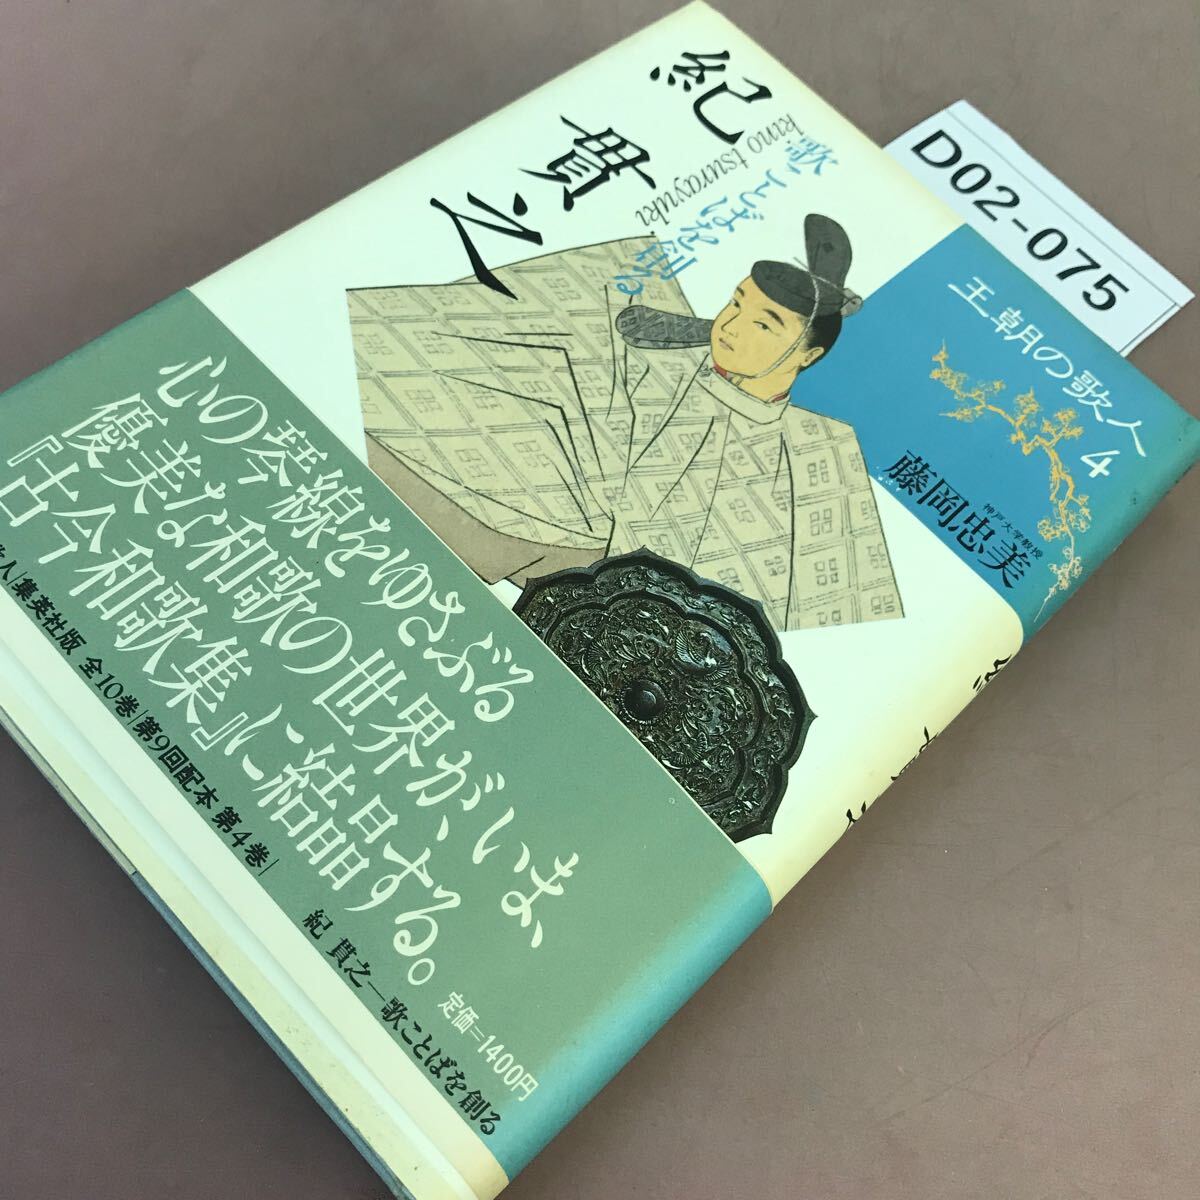 D02-075
王朝の歌人4
藤岡忠美
神戸大学教授
紀貫之
kino tsurayuki
歌ことばを創る
心の琴線をゆさぶる
優美な和歌の世界が、いま、
『古今和歌集』に結晶する。
定価=1400円
人|集英社版 全10巻|第9回配本 第4巻|
紀 貫之―歌ことばを創る